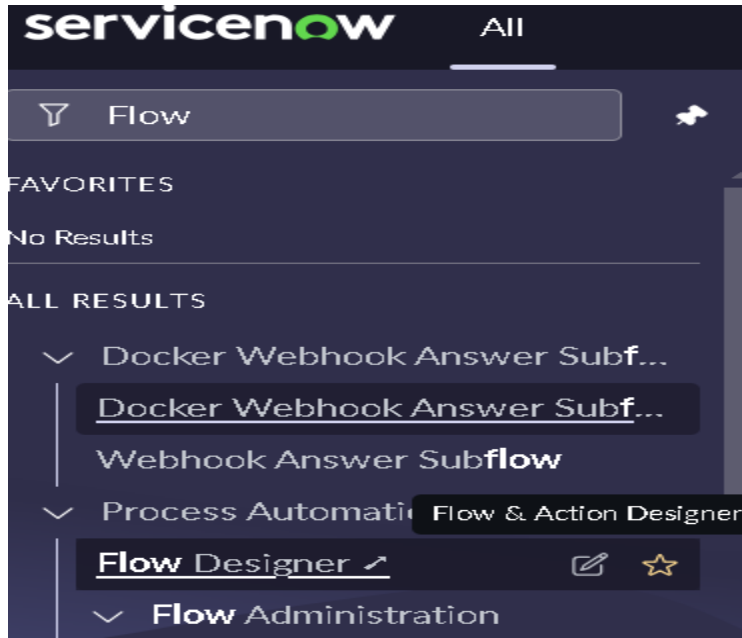 servicenow All
Flow
FAVORITES
No Results
ALL RESULTS
Docker Webhook Answer Subf...
Docker Webhook Answer Subf...
Webhook Answer Subflow
Process Automati Flow & Action Designer
Flow Designer
Flow Administration